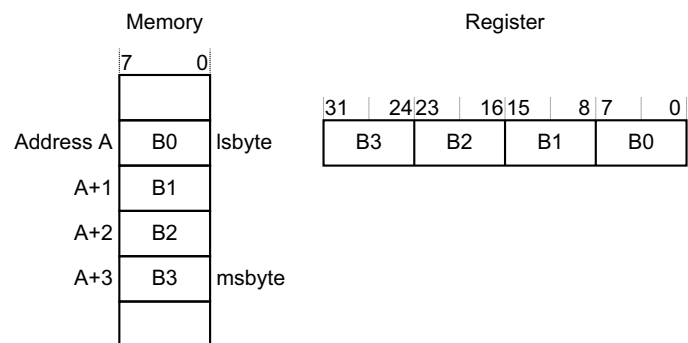 Memory
Register
7 0
31 24 23 16 15 8 7 0
Address A B0 lsbyte
B3 B2 B1 B0
A+1 B1
A+2 B2
A+3 B3 msbyte